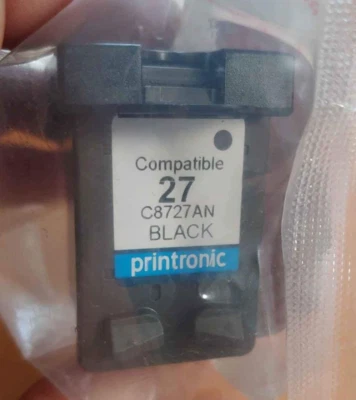 Compatible
27
C8727AN
BLACK
printronic